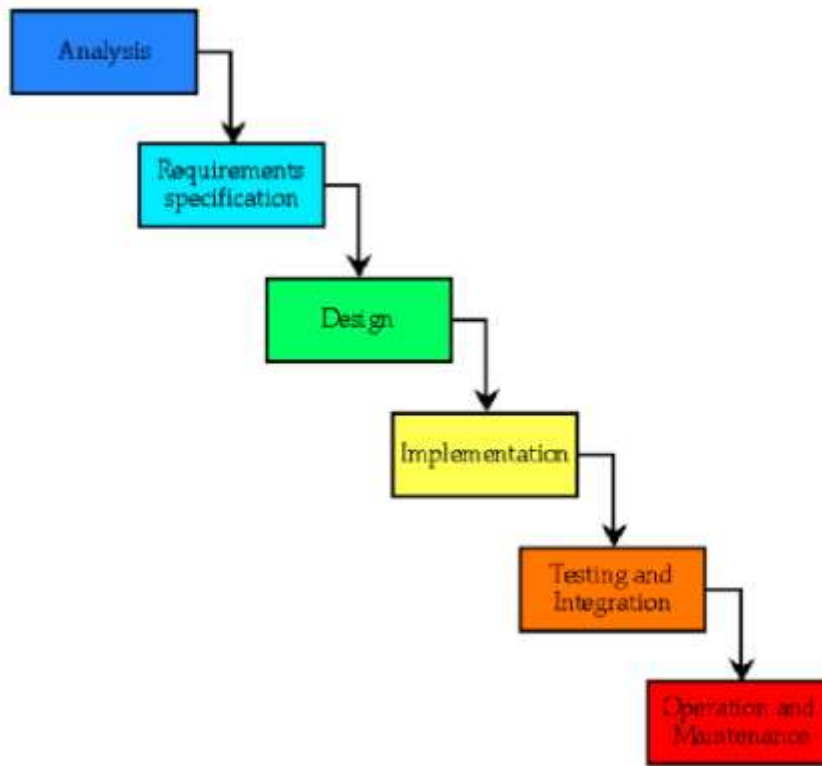 Analysis
Requirements
specification
Design
Implementation
Testing and
Integration
Operation and
Maintenance